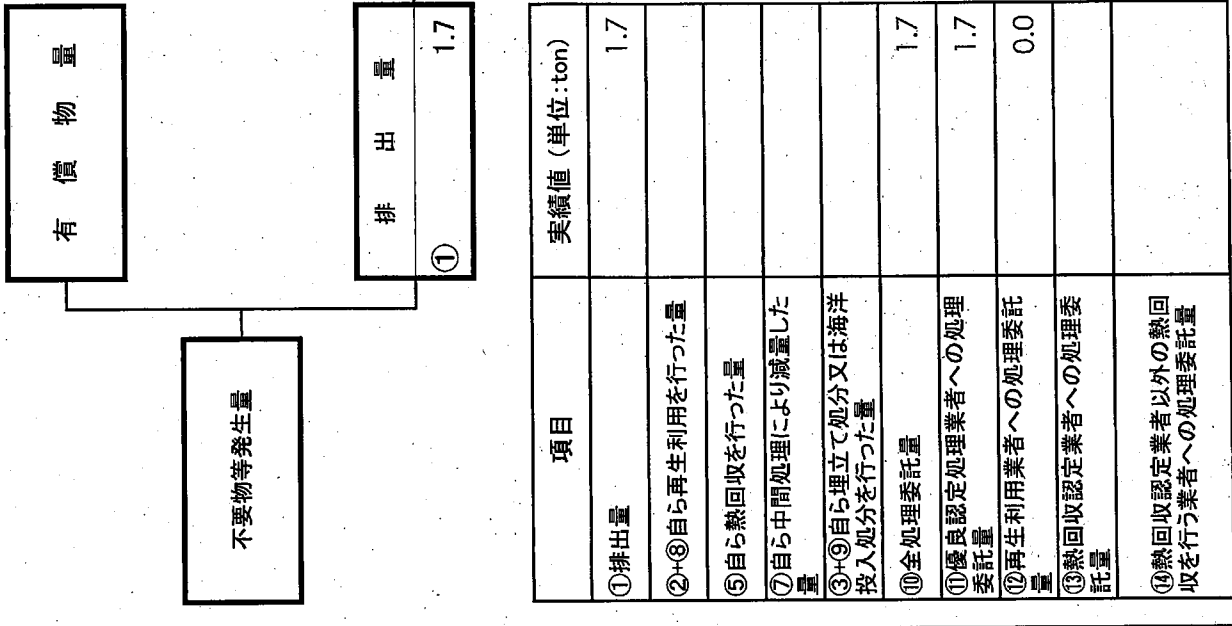 有償物量
不要物等発生量
排出量
① 1.7
項目 実績値（単位:ton）
①排出量 1.7
②+⑧自ら再生利用を行った量
⑤自ら熱回収を行った量
⑦自ら中間処理により減量した
量
③+⑨自ら埋立て処分又は海洋
投入処分を行った量
⑩全処理委託量 1.7
⑪優良認定処理業者への処理
委託量 1.7
⑫再生利用業者への処理委託
量 0.0
⑬熱回収認定業者への処理委
託量
⑭熱回収認定業者以外の熱回
収を行う業者への処理委託量